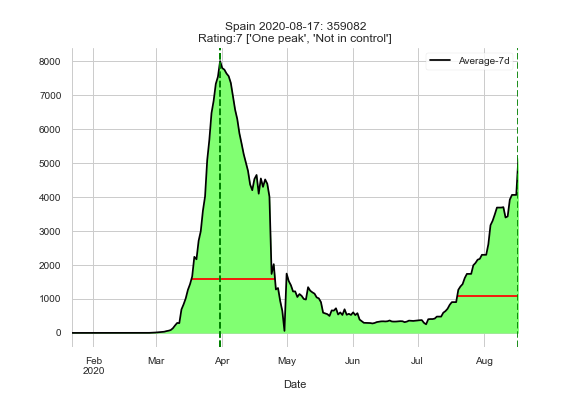 Spain 2020-08-17: 359082
Rating:7 ['One peak', 'Not in control']
Average-7d
8000
7000
6000
5000
4000
3000
2000
1000
0
Feb Mar Apr May Jun Jul Aug
2020
Date